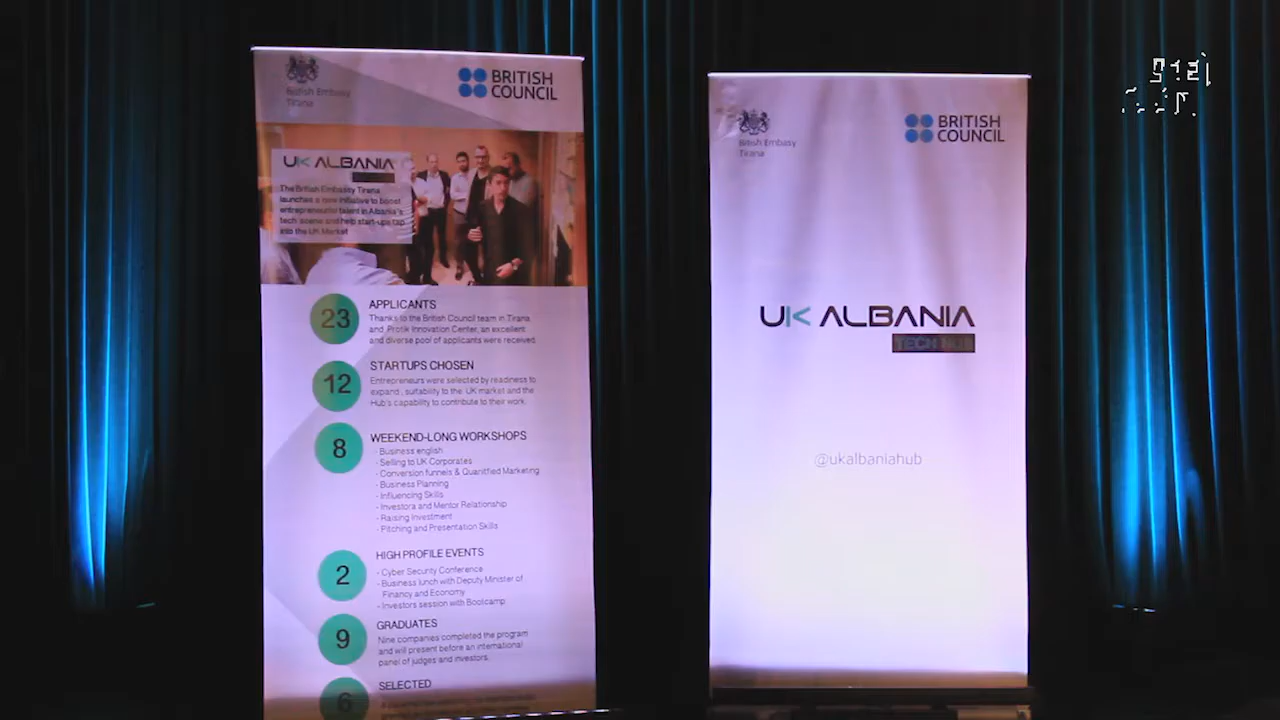 British Embassy
Tirana
BRITISH
COUNCIL
UK ALBANIA
The British Embassy Tirana
launches a new initiative to boost
entrepreneurial talent in Albania's
tech scene and help start-ups tap
into the UK Market
23
APPLICANTS
Thanks to the British Council team in Tirana
and Protik Innovation Center, an excellent
and diverse pool of applicants were received.
12
STARTUPS CHOSEN
Entrepreneurs were selected by readiness to
expand, suitability to the UK market and the
Hub's capability to contribute to their work.
8
WEEKEND-LONG WORKSHOPS
- Business english
- Selling to UK Corporates
- Conversion funnels & Quantified Marketing
- Business Planning
- Influencing Skills
- Investora and Mentor Relationship
- Raising Investment
- Pitching and Presentation Skills
2
HIGH PROFILE EVENTS
- Cyber Security Conference
- Business lunch with Deputy Minister of
Financy and Economy
- Investors session with Bootcamp
9
GRADUATES
Nine companies completed the program
and will present before an international
panel of judges and investors.
6
SELECTED
British Embassy
Tirana
BRITISH
COUNCIL
UK ALBANIA
TECH HUB
@ukalbaniahub